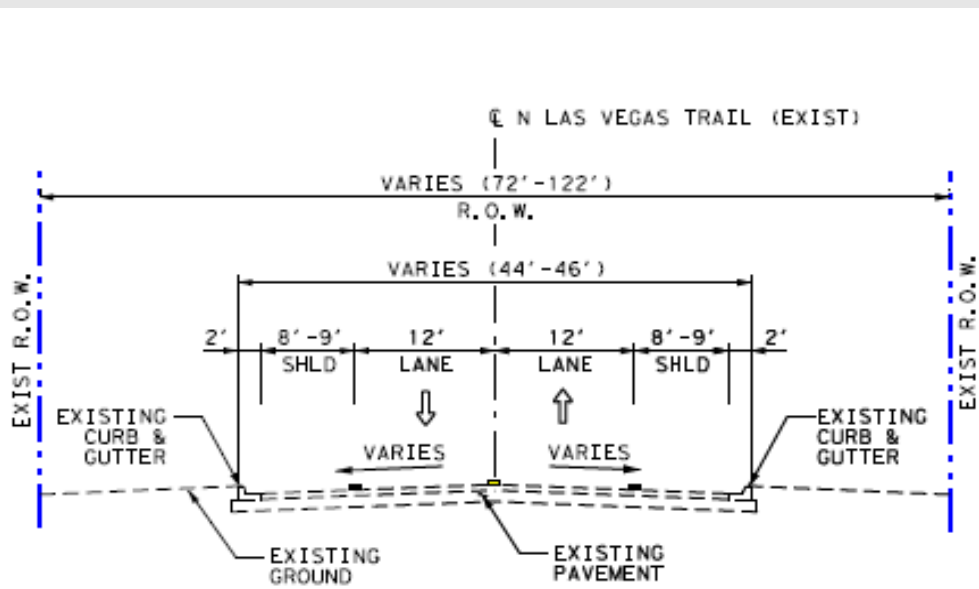 ℄ N LAS VEGAS TRAIL (EXIST)
VARIES (72'-122')
R.O.W.
VARIES (44'-46')
EXIST R.O.W.
EXIST R.O.W.
2' 8'-9' 12' 12' 8'-9' 2'
SHLD LANE LANE SHLD
EXISTING
CURB &
GUTTER
EXISTING
CURB &
GUTTER
VARIES VARIES
EXISTING
GROUND
EXISTING
PAVEMENT